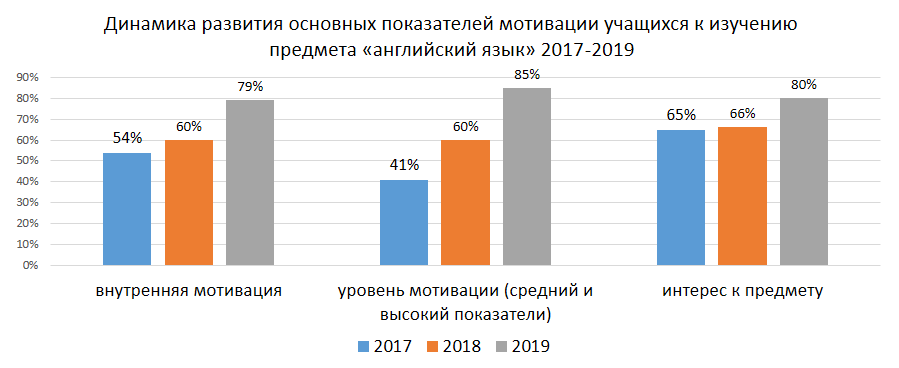 Динамика развития основных показателей мотивации учащихся к изучению
предмета «английский язык» 2017-2019
90%
80%
70%
60%
50%
40%
30%
20%
10%
0%
54%
60%
79%
41%
60%
85%
65%
66%
80%
внутренняя мотивация
уровень мотивации (средний и
высокий показатели)
интерес к предмету
2017 2018 2019